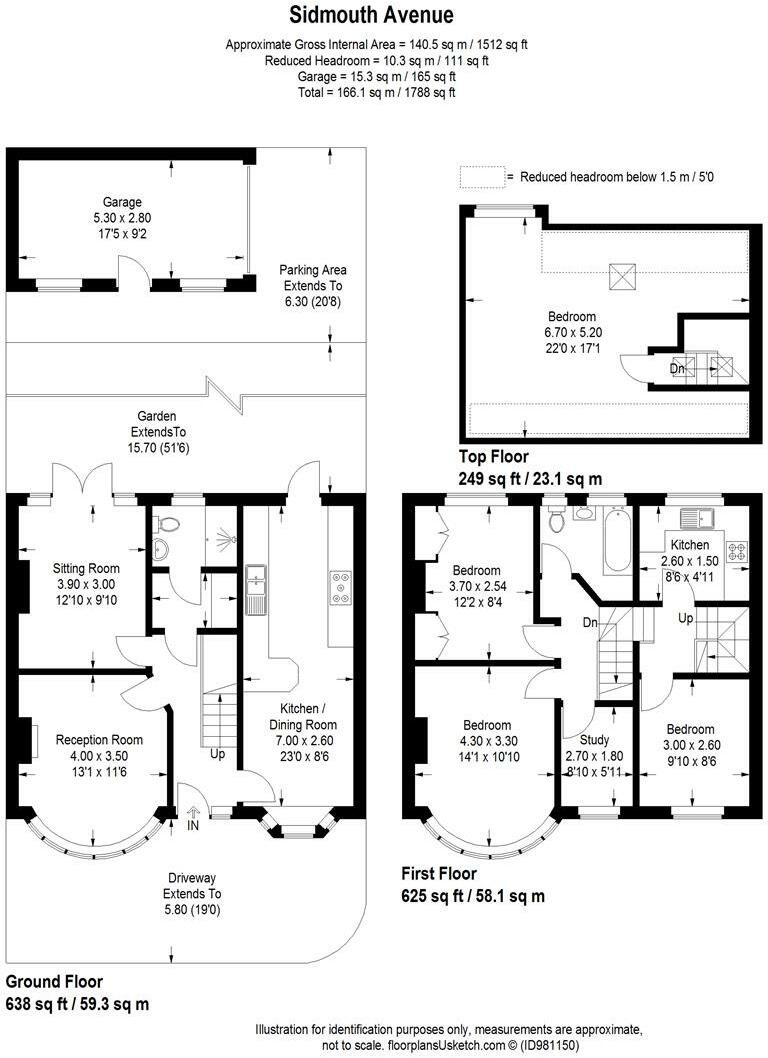 Sidmouth Avenue
Approximate Gross Internal Area = 140.5 sq m / 1512 sq ft
Reduced Headroom = 10.3 sq m / 111 sq ft
Garage = 15.3 sq m / 165 sq ft
Total = 166.1 sq m / 1788 sq ft
= Reduced headroom below 1.5 m / 5'0
Garage
5.30 x 2.80
17'5 x 9'2
Parking Area
Extends To
6.30 (20'8)
Bedroom
6.70 x 5.20
22'0 x 17'1
Dn
Top Floor
249 sq ft / 23.1 sq m
Garden
ExtendsTo
15.70 (51'6)
Sitting Room
3.90 x 3.00
12'10 x 9'10
Reception Room
4.00 x 3.50
13'1 x 11'6
Up
Kitchen /
Dining Room
7.00 x 2.60
23'0 x 8'6
IN
Driveway
Extends To
5.80 (19'0)
Ground Floor
638 sq ft / 59.3 sq m
Bedroom
3.70 x 2.54
12'2 x 8'4
Kitchen
2.60 x 1.50
8'6 x 4'11
Dn
Up
Bedroom
4.30 x 3.30
14'1 x 10'10
Study
2.70 x 1.80
8'10 x 5'11
Bedroom
3.00 x 2.60
9'10 x 8'6
First Floor
625 sq ft / 58.1 sq m
Illustration for identification purposes only, measurements are approximate,
not to scale. floorplansUsketch.com © (ID981150)